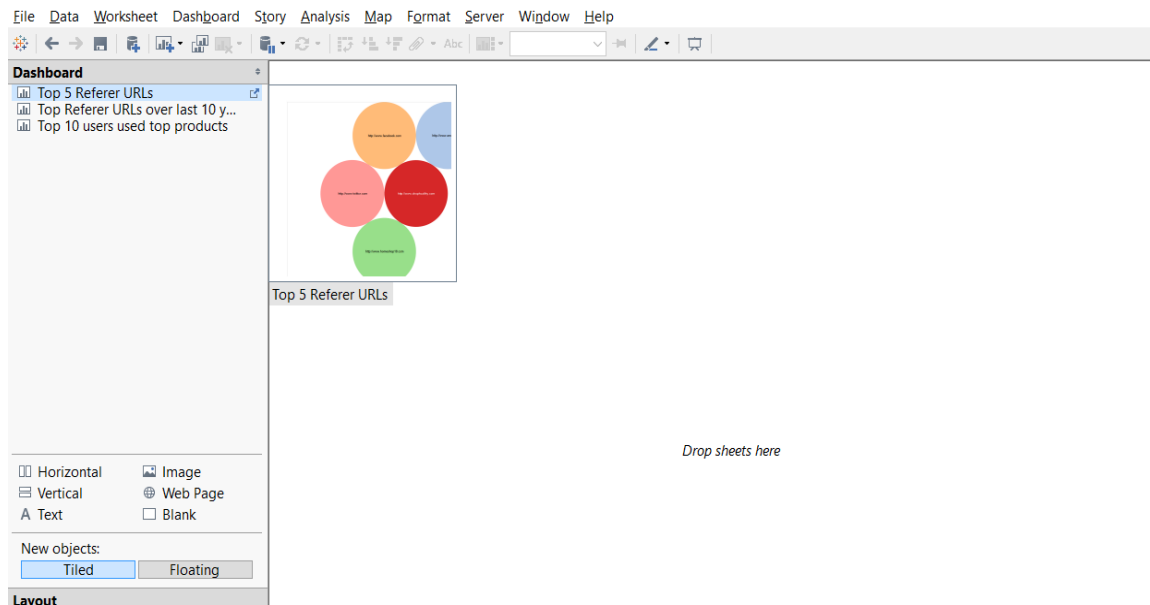 File Data Worksheet Dashboard Story Analysis Map Format Server Window Help
Abc
Dashboard
Top 5 Referer URLs
Top Referer URLs over last 10 y...
Top 10 users used top products
Top 5 Referer URLs
Drop sheets here
Horizontal Image
Vertical Web Page
A Text Blank
New objects:
Tiled Floating
Layout